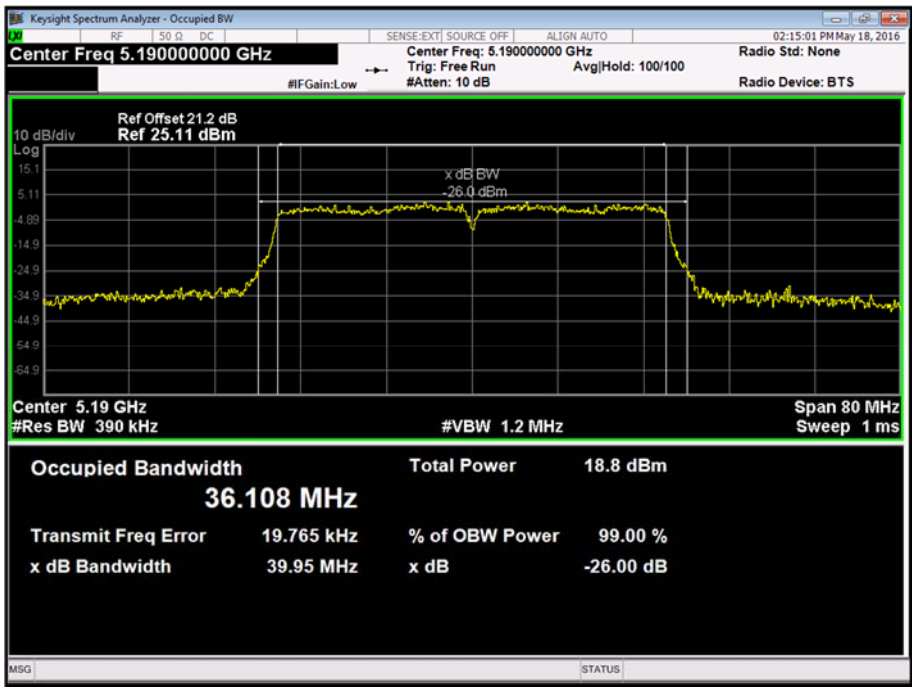 Keysight Spectrum Analyzer - Occupied BW
LXI RF 50 Ω DC SENSE:EXT SOURCE OFF ALIGN AUTO 02:15:01 PM May 18, 2016
Center Freq 5.190000000 GHz
Center Freq: 5.190000000 GHz
Radio Std: None
Trig: Free Run Avg|Hold: 100/100
#IFGain:Low #Atten: 10 dB Radio Device: BTS
Ref Offset 21.2 dB
10 dB/div Ref 25.11 dBm
Log
15.1
x dB BW
5.11
-26.0 dBm
-4.89
-14.9
-24.9
-34.9
-44.9
-54.9
-64.9
Center 5.19 GHz Span 80 MHz
#Res BW 390 kHz #VBW 1.2 MHz Sweep 1 ms
Occupied Bandwidth Total Power 18.8 dBm
36.108 MHz
Transmit Freq Error 19.765 kHz % of OBW Power 99.00 %
x dB Bandwidth 39.95 MHz x dB -26.00 dB
MSG STATUS